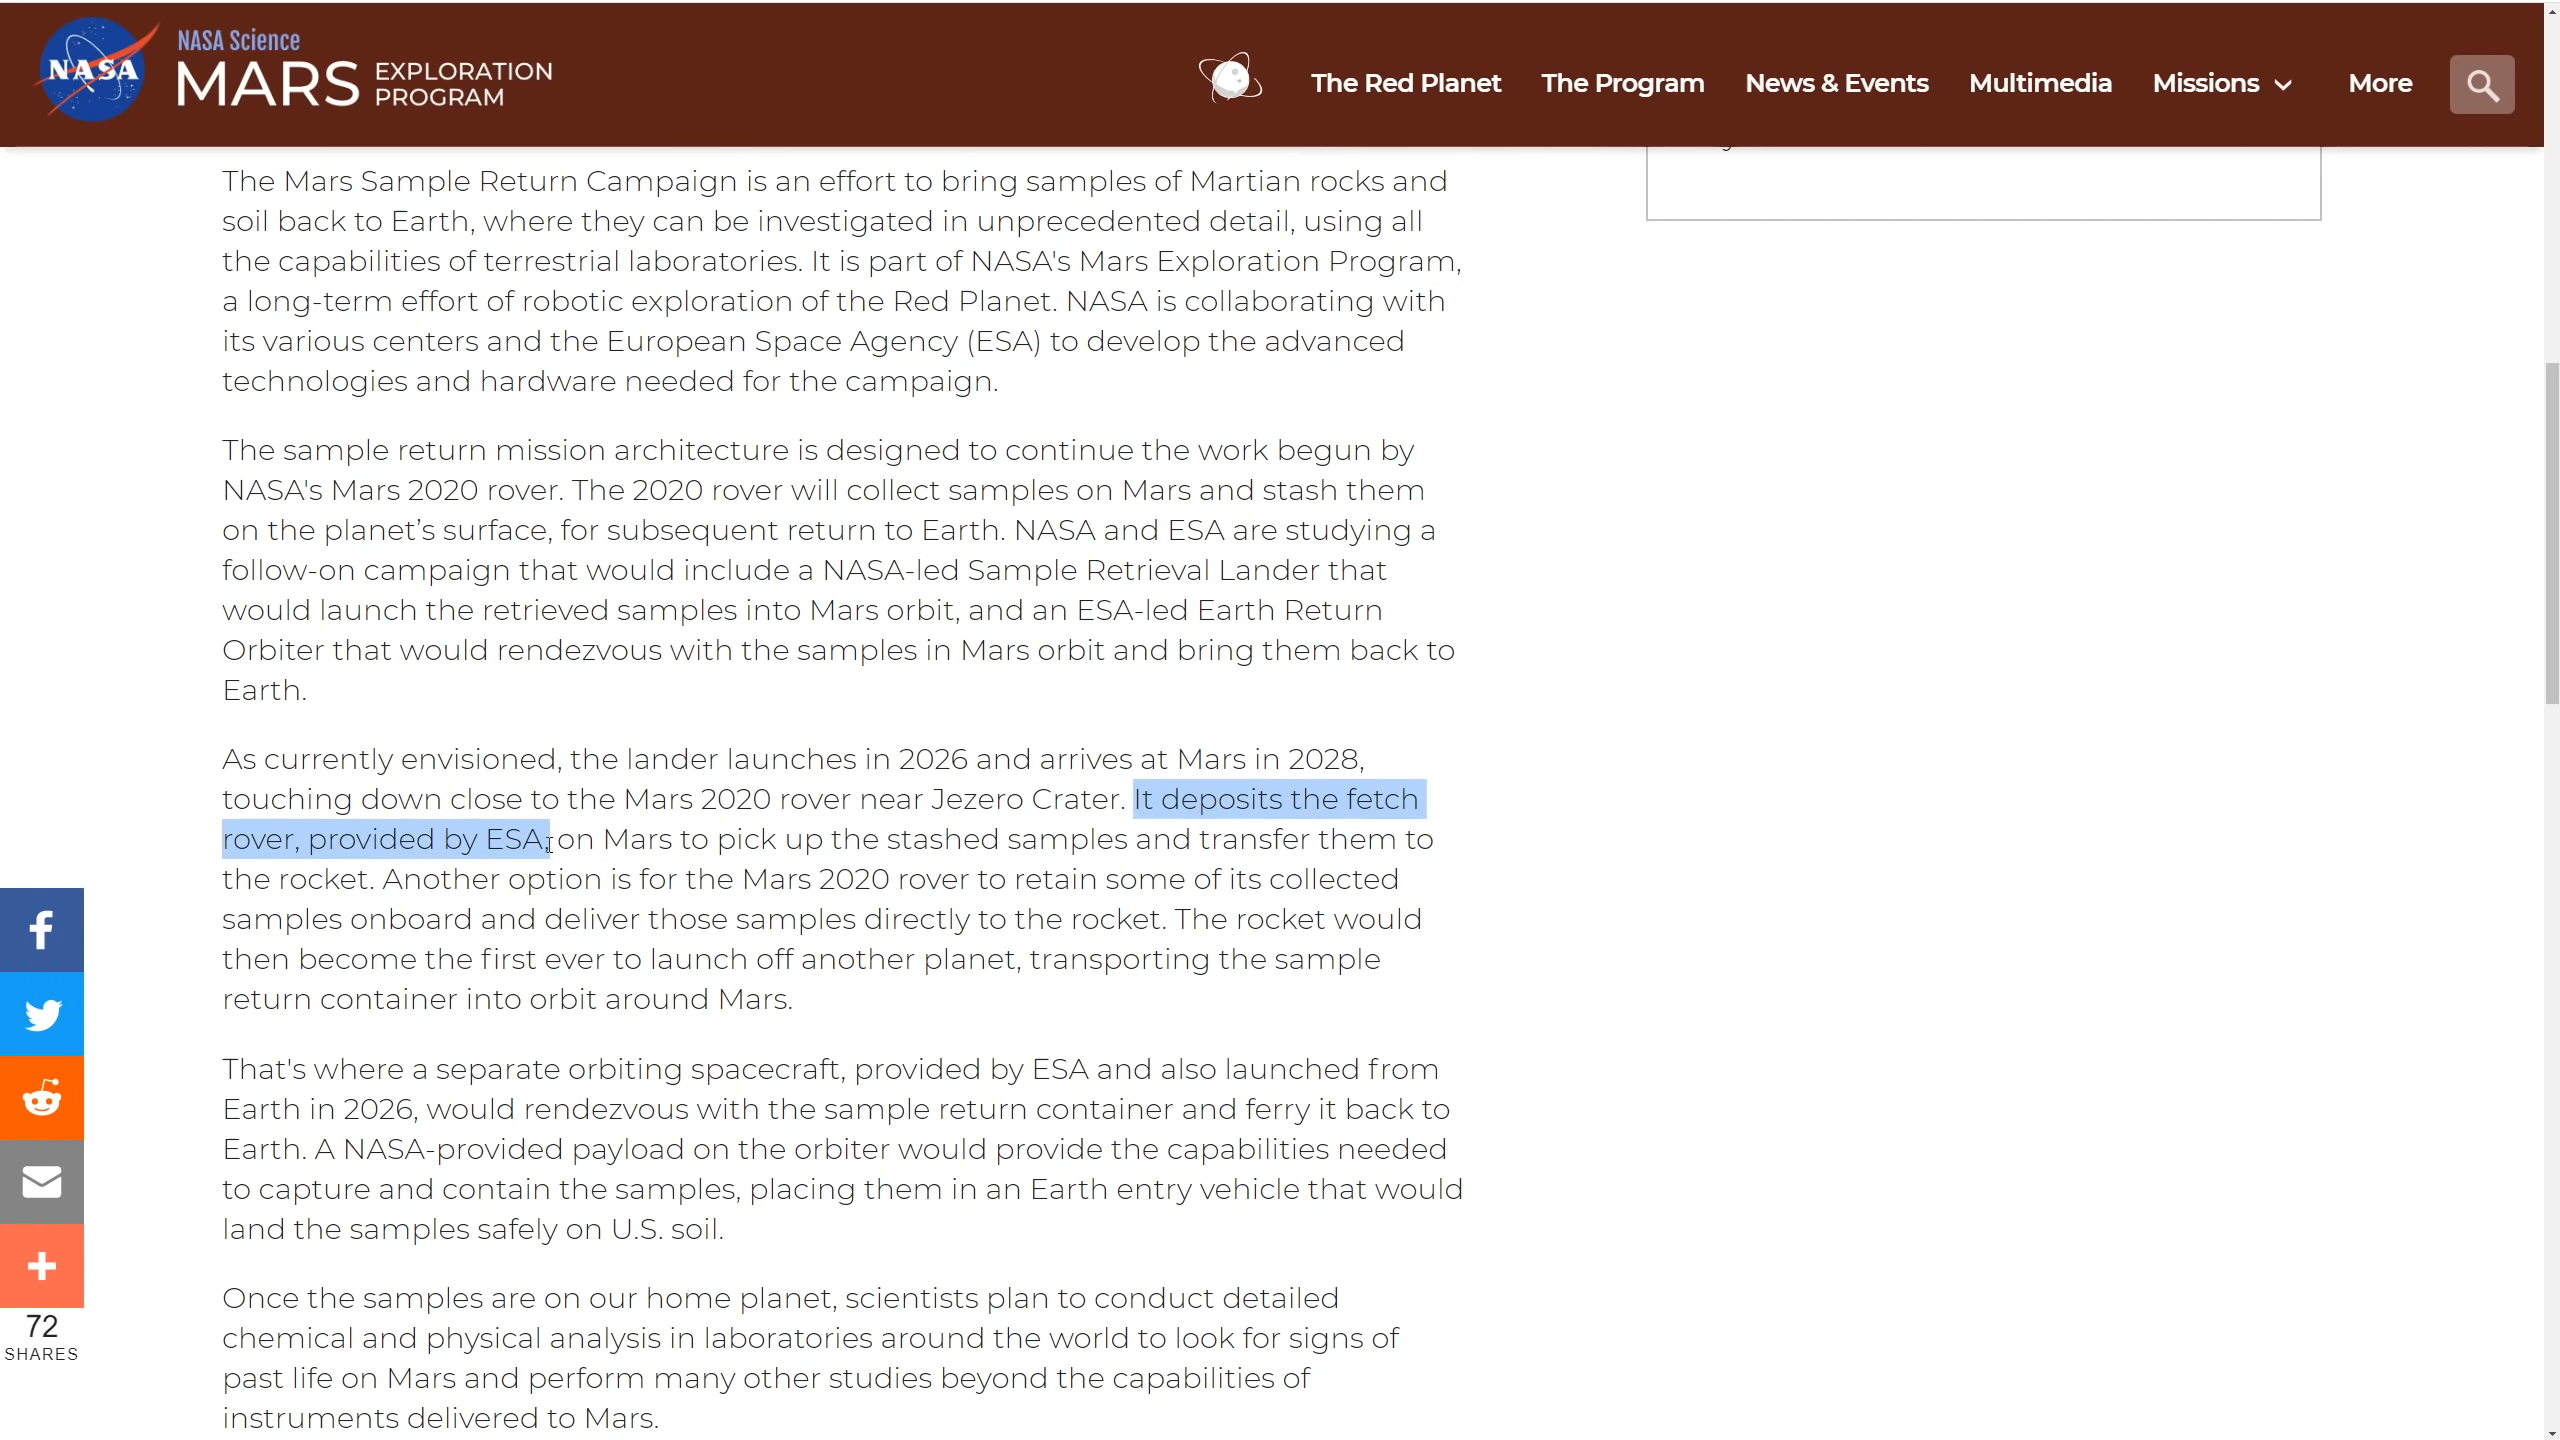 NASA
NASA Science
MARS EXPLORATION PROGRAM
The Red Planet
The Program
News & Events
Multimedia
Missions
More
The Mars Sample Return Campaign is an effort to bring samples of Martian rocks and
soil back to Earth, where they can be investigated in unprecedented detail, using all
the capabilities of terrestrial laboratories. It is part of NASA's Mars Exploration Program,
a long-term effort of robotic exploration of the Red Planet. NASA is collaborating with
its various centers and the European Space Agency (ESA) to develop the advanced
technologies and hardware needed for the campaign.
The sample return mission architecture is designed to continue the work begun by
NASA's Mars 2020 rover. The 2020 rover will collect samples on Mars and stash them
on the planet’s surface, for subsequent return to Earth. NASA and ESA are studying a
follow-on campaign that would include a NASA-led Sample Retrieval Lander that
would launch the retrieved samples into Mars orbit, and an ESA-led Earth Return
Orbiter that would rendezvous with the samples in Mars orbit and bring them back to
Earth.
As currently envisioned, the lander launches in 2026 and arrives at Mars in 2028,
touching down close to the Mars 2020 rover near Jezero Crater. It deposits the fetch
rover, provided by ESA, on Mars to pick up the stashed samples and transfer them to
the rocket. Another option is for the Mars 2020 rover to retain some of its collected
samples onboard and deliver those samples directly to the rocket. The rocket would
then become the first ever to launch off another planet, transporting the sample
return container into orbit around Mars.
That's where a separate orbiting spacecraft, provided by ESA and also launched from
Earth in 2026, would rendezvous with the sample return container and ferry it back to
Earth. A NASA-provided payload on the orbiter would provide the capabilities needed
to capture and contain the samples, placing them in an Earth entry vehicle that would
land the samples safely on U.S. soil.
Once the samples are on our home planet, scientists plan to conduct detailed
chemical and physical analysis in laboratories around the world to look for signs of
past life on Mars and perform many other studies beyond the capabilities of
instruments delivered to Mars.
72
SHARES